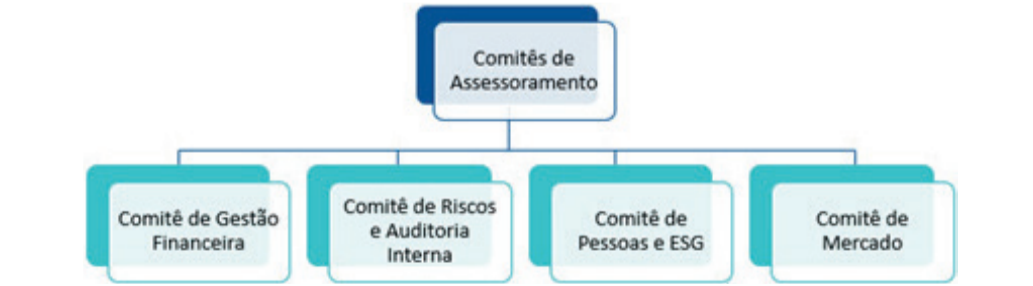 Comitês de
Assessoramento
Comitê de Gestão
Financeira
Comitê de Riscos
e Auditoria
Interna
Comitê de
Pessoas e ESG
Comitê de
Mercado